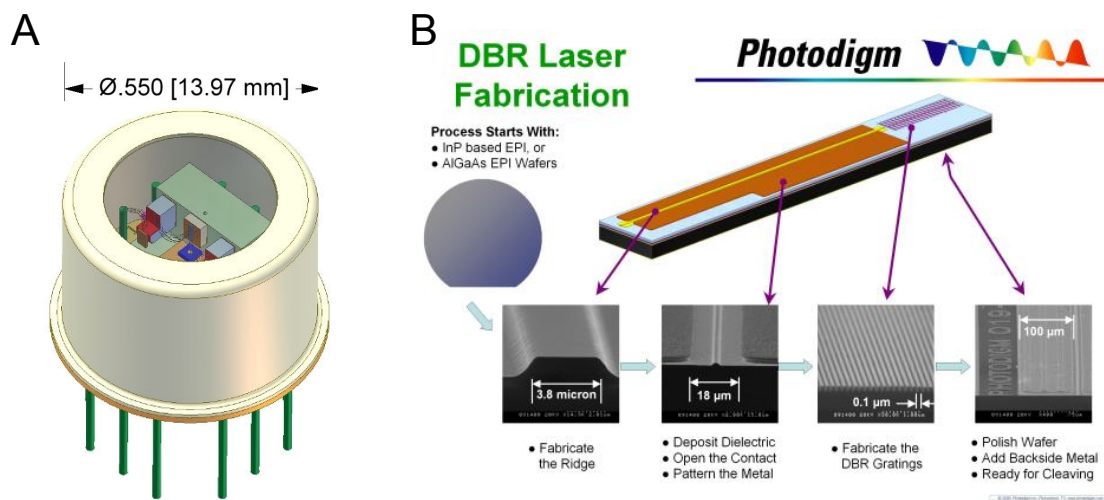 A
Ø.550 [13.97 mm]
B
DBR Laser
Fabrication
Photodigm
Process Starts With:
● InP based EPI, or
● AlGaAs EPI Wafers
3.8 micron
18 µm
0.1 µm
PHOTODIGM 019
100 µm
● Fabricate
the Ridge
● Deposit Dielectric
● Open the Contact
● Pattern the Metal
● Fabricate the
DBR Gratings
● Polish Wafer
● Add Backside Metal
● Ready for Cleaving